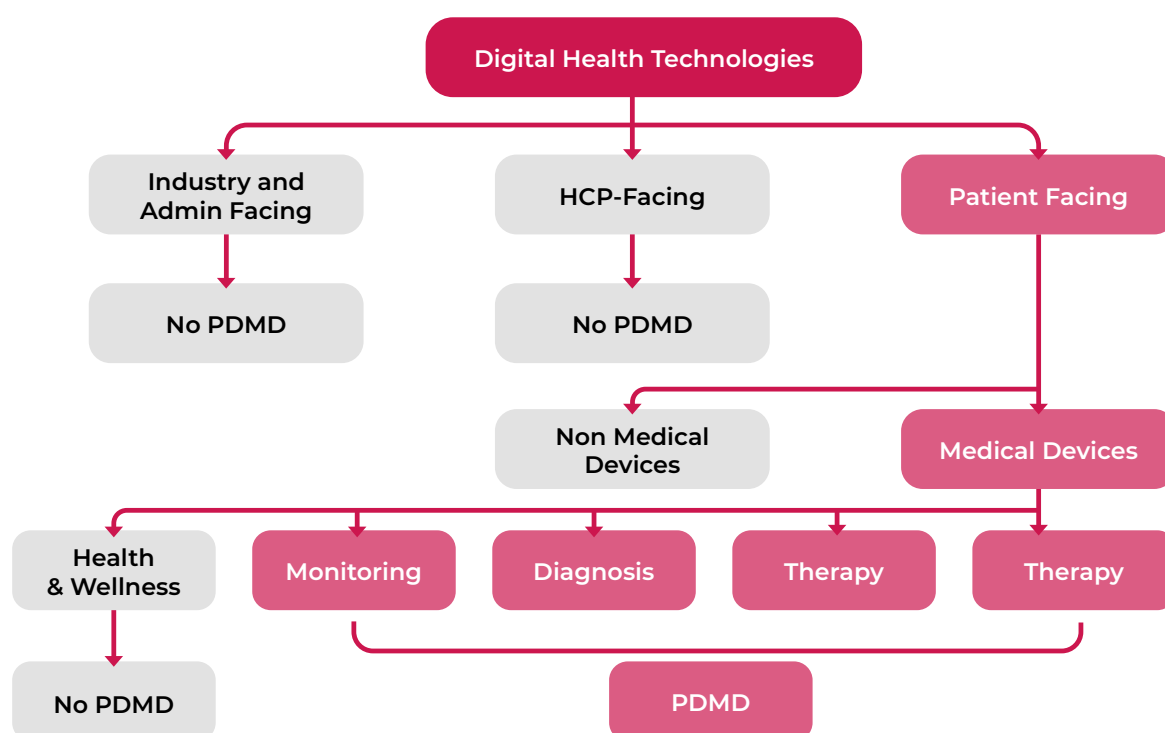 Digital Health Technologies
Industry and
Admin Facing
HCP-Facing
Patient Facing
No PDMD
No PDMD
Non Medical
Devices
Medical Devices
Health
& Wellness
Monitoring
Diagnosis
Therapy
Therapy
No PDMD
PDMD